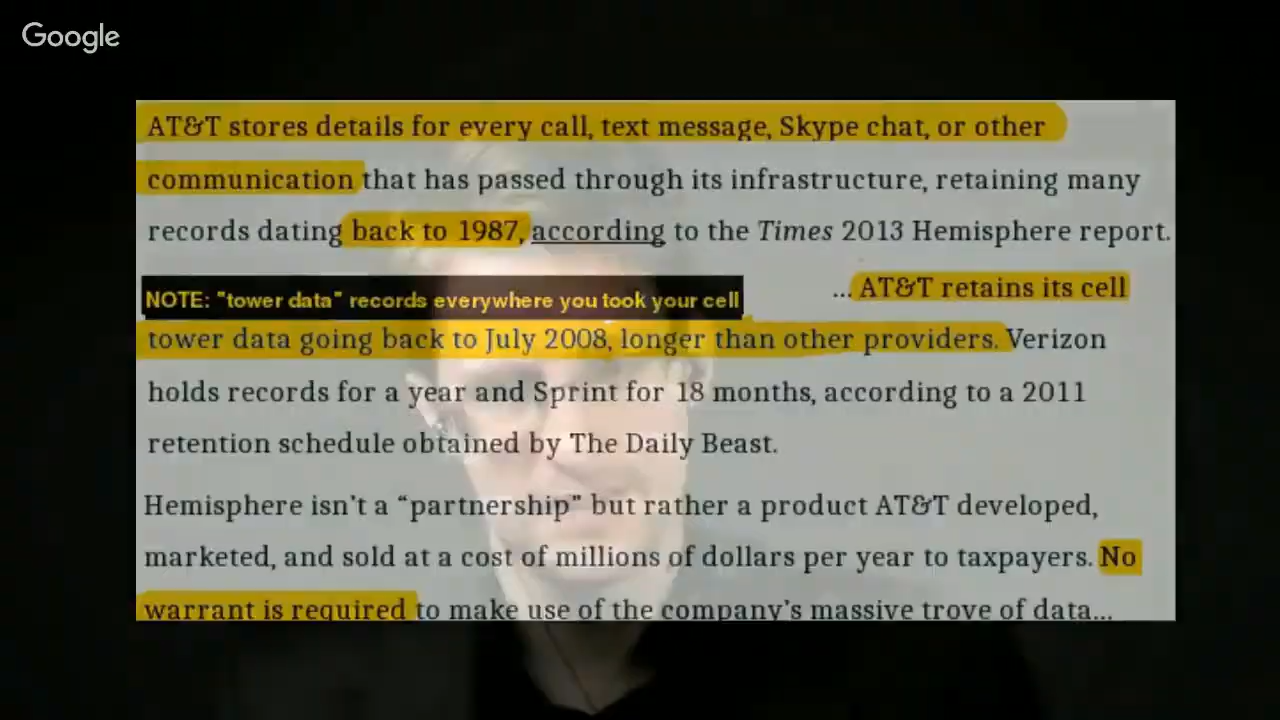 Google
AT&T stores details for every call, text message, Skype chat, or other
communication that has passed through its infrastructure, retaining many
records dating back to 1987, according to the Times 2013 Hemisphere report.
NOTE: "tower data" records everywhere you took your cell
...AT&T retains its cell
tower data going back to July 2008, longer than other providers. Verizon
holds records for a year and Sprint for 18 months, according to a 2011
retention schedule obtained by The Daily Beast.
Hemisphere isn't a “partnership” but rather a product AT&T developed,
marketed, and sold at a cost of millions of dollars per year to taxpayers. No
warrant is required to make use of the company's massive trove of data...